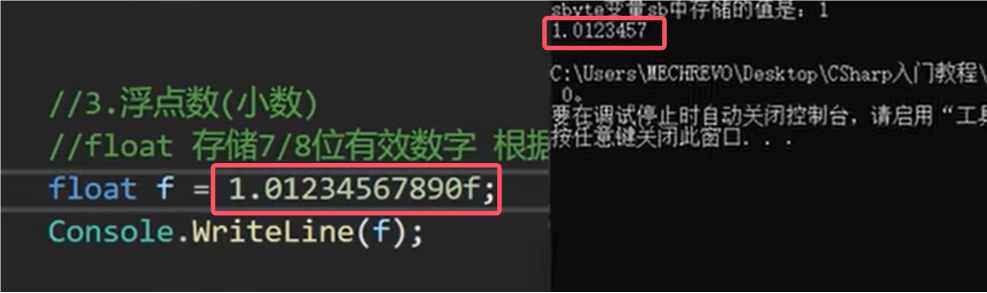 //3.浮点数(小数)
//float 存储7/8位有效数字 根据
float f = 1.01234567890f;
Console.WriteLine(f);
sbyte变量sb中存储的值是: 1
1.0123457
C:\Users\MECHREVO\Desktop\CSharp入门教程\
0。
要在调试停止时自动关闭控制台，请启用“工具
按任意键关闭此窗口. . .